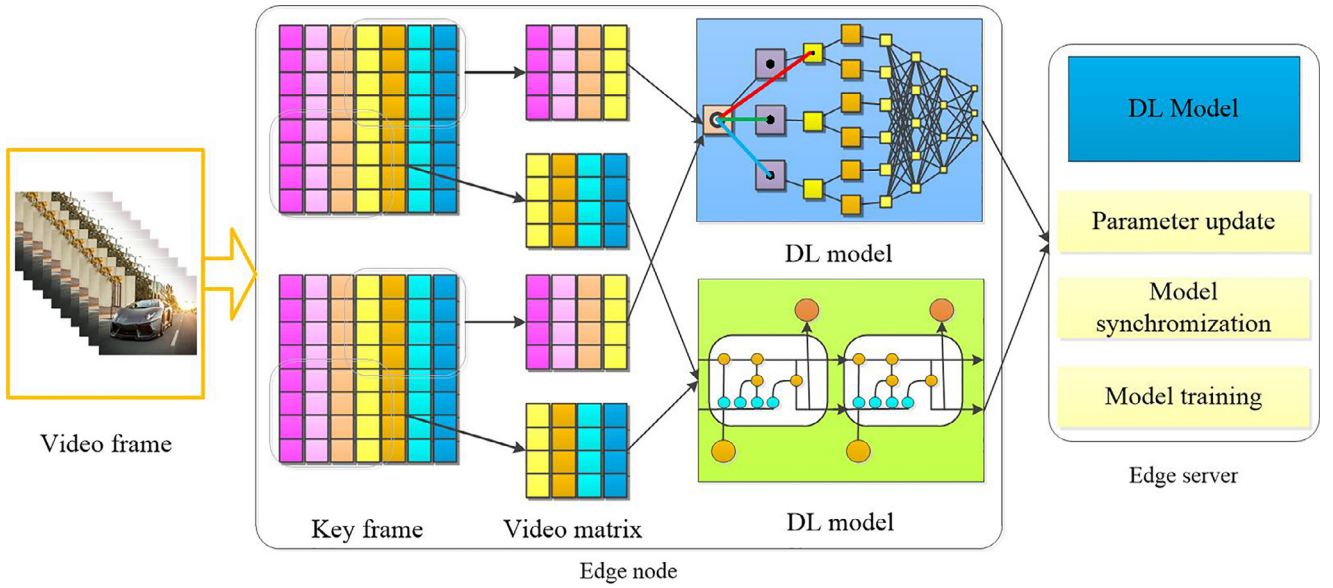 Video frame
Key frame
Video matrix
DL model
DL model
Edge node
DL Model
Parameter update
Model
synchromization
Model training
Edge server